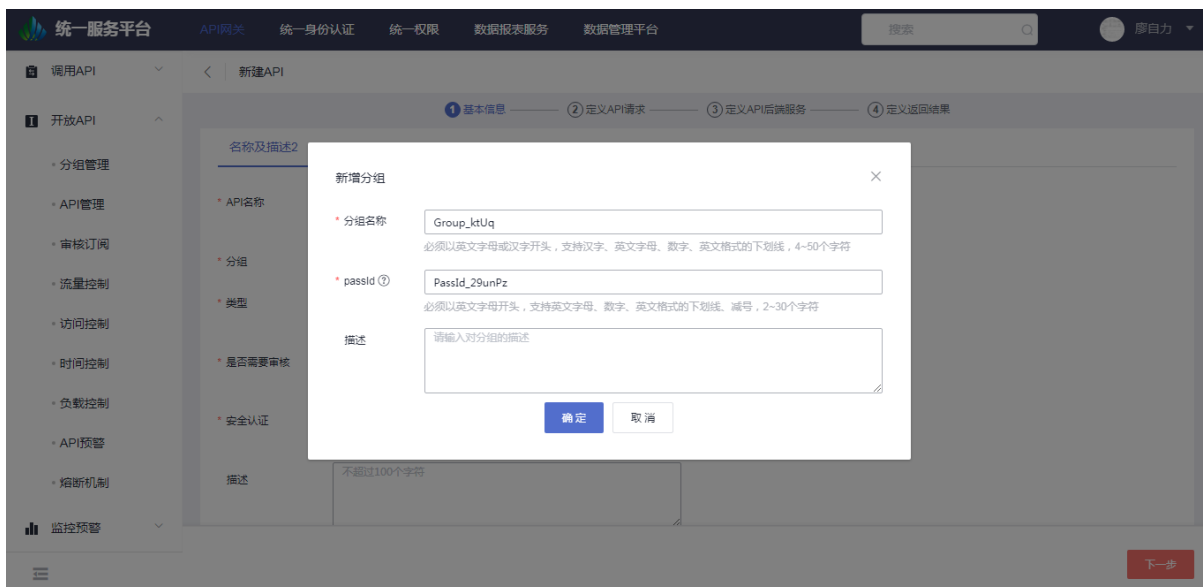 统一服务平台
API网关 统一身份认证 统一权限 数据报表服务 数据管理平台
搜索
廖自力
调用API
新建API
开放API
1 基本信息 2 定义API请求 3 定义API后端服务 4 定义返回结果
分组管理
API管理
审核订阅
流量控制
访问控制
时间控制
负载控制
API预警
熔断机制
监控预警
名称及描述2
* API名称
* 分组
* 类型
* 是否需要审核
* 安全认证
描述
不超过100个字符
新增分组
* 分组名称
Group_ktUq
必须以英文字母或汉字开头，支持汉字、英文字母、数字、英文格式的下划线，4~50个字符
* passId ?
PassId_29unPz
必须以英文字母开头，支持英文字母、数字、英文格式的下划线、减号，2~30个字符
描述
请输入对分组的描述
确定 取消
下一步